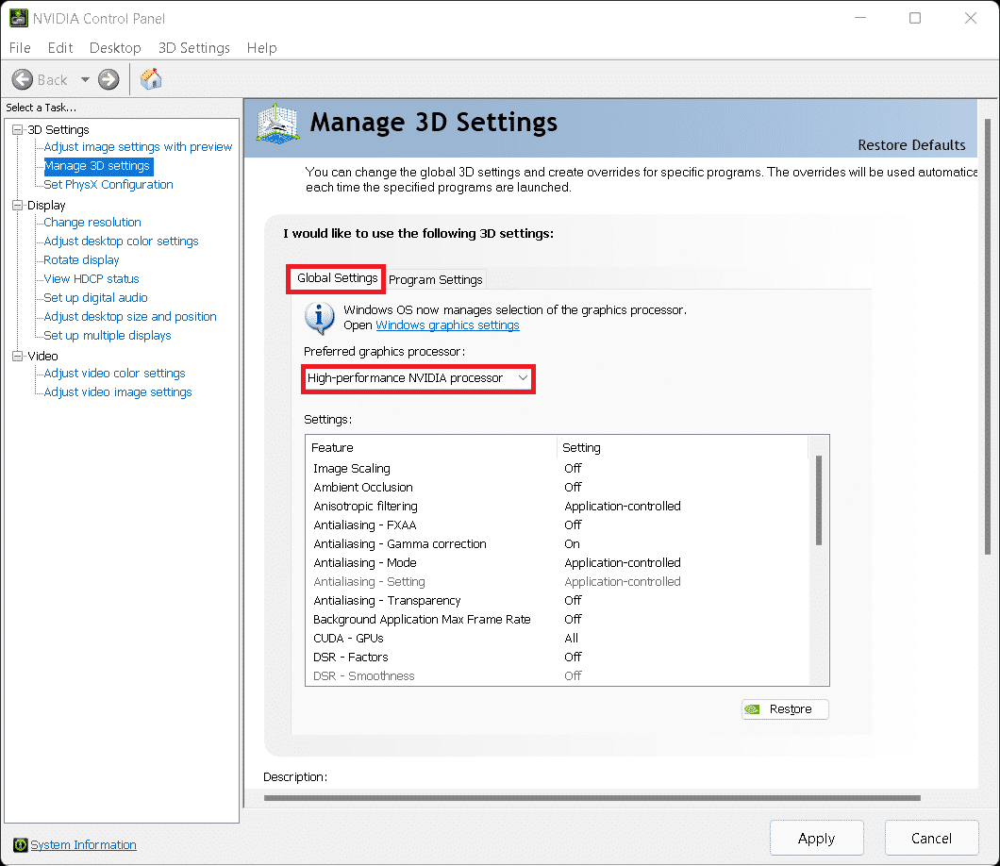 NVIDIA Control Panel
File Edit Desktop 3D Settings Help
Back
Select a Task...
3D Settings
Adjust image settings with preview
Manage 3D settings
Set PhysX Configuration
Display
Change resolution
Adjust desktop color settings
Rotate display
View HDCP status
Set up digital audio
Adjust desktop size and position
Set up multiple displays
Video
Adjust video color settings
Adjust video image settings
System Information
Manage 3D Settings
Restore Defaults
You can change the global 3D settings and create overrides for specific programs. The overrides will be used automatica
each time the specified programs are launched.
I would like to use the following 3D settings:
Global Settings Program Settings
Windows OS now manages selection of the graphics processor.
Open Windows graphics settings
Preferred graphics processor:
High-performance NVIDIA processor
Settings:
Feature Setting
Image Scaling Off
Ambient Occlusion Off
Anisotropic filtering Application-controlled
Antialiasing - FXAA Off
Antialiasing - Gamma correction On
Antialiasing - Mode Application-controlled
Antialiasing - Setting Application-controlled
Antialiasing - Transparency Off
Background Application Max Frame Rate Off
CUDA - GPUs All
DSR - Factors Off
DSR - Smoothness Off
Restore
Description:
Apply Cancel